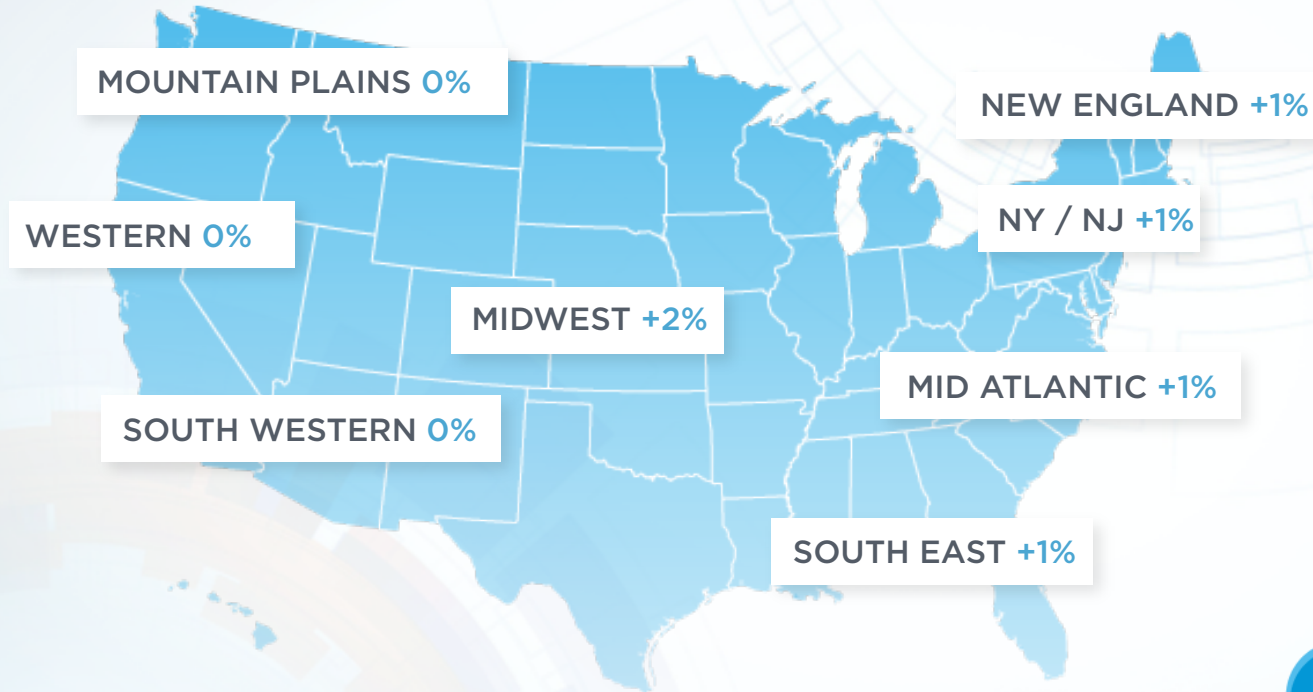 MOUNTAIN PLAINS 0%
NEW ENGLAND +1%
WESTERN 0%
NY / NJ +1%
MIDWEST +2%
MID ATLANTIC +1%
SOUTH WESTERN 0%
SOUTH EAST +1%